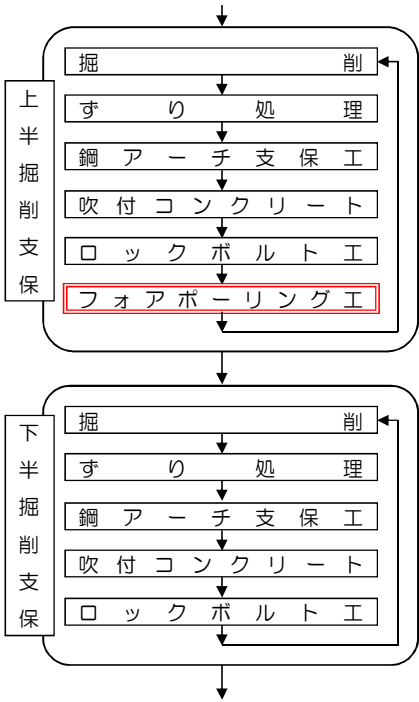 上半掘削支保
掘削
ずり処理
鋼アーチ支保工
吹付コンクリート
ロックボルト工
フォアポーリング工
下半掘削支保
掘削
ずり処理
鋼アーチ支保工
吹付コンクリート
ロックボルト工